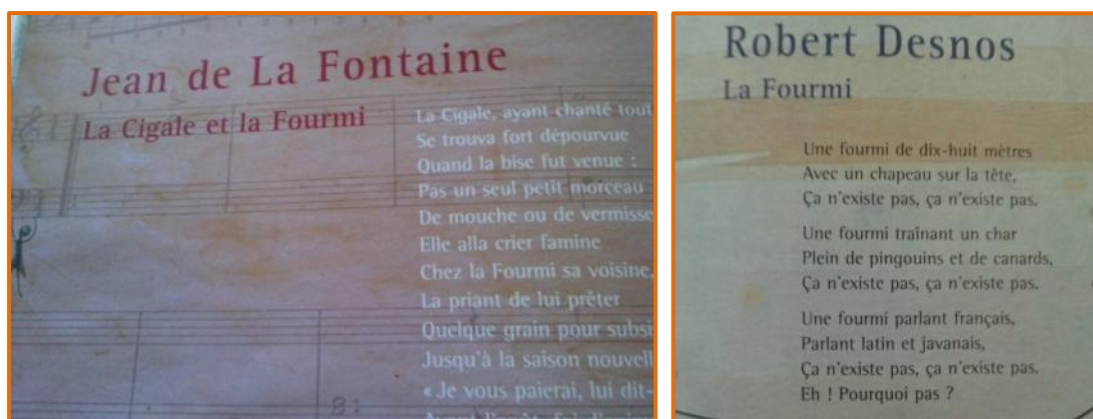 Jean de La Fontaine
La Cigale et la Fourmi
La Cigale, ayant chanté tout
Se trouva fort dépourvue
Quand la bise fut venue :
Pas un seul petit morceau
De mouche ou de vermisse
Elle alla crier famine
Chez la Fourmi sa voisine,
La priant de lui prêter
Quelque grain pour subsi
Jusqu'à la saison nouvell
« Je vous paierai, lui dit-
Robert Desnos
La Fourmi
Une fourmi de dix-huit mètres
Avec un chapeau sur la tête,
Ça n'existe pas, ça n'existe pas.
Une fourmi traînant un char
Plein de pingouins et de canards,
Ça n'existe pas, ça n'existe pas.
Une fourmi parlant français,
Parlant latin et javanais,
Ça n'existe pas, ça n'existe pas.
Eh ! Pourquoi pas ?